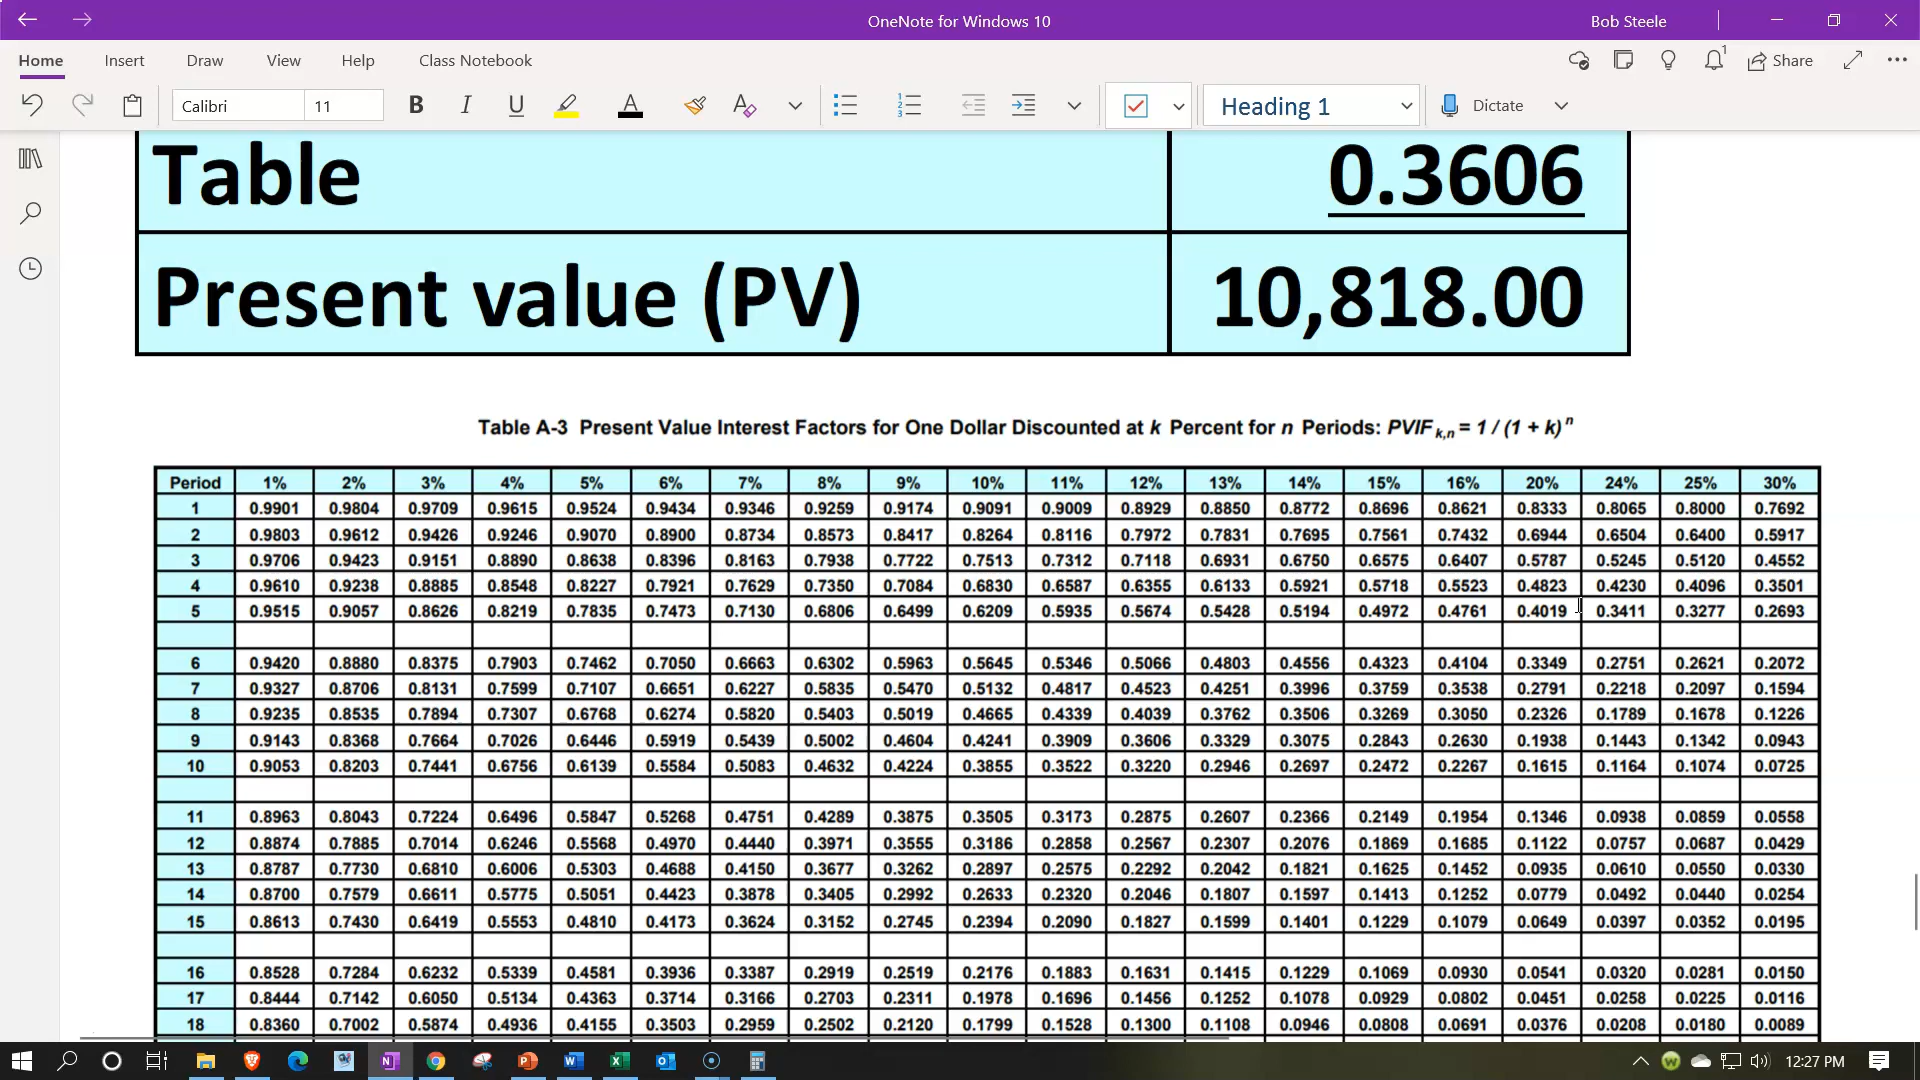 OneNote for Windows 10
Bob Steele
Home Insert Draw View Help Class Notebook
1 Share
Calibri 11 B I U A A Heading 1 Dictate
Table 0.3606
Present value (PV) 10,818.00
Table A-3 Present Value Interest Factors for One Dollar Discounted at k Percent for n Periods: PVIF k,n = 1 / (1 + k) n
Period 1% 2% 3% 4% 5% 6% 7% 8% 9% 10% 11% 12% 13% 14% 15% 16% 20% 24% 25% 30%
1 0.9901 0.9804 0.9709 0.9615 0.9524 0.9434 0.9346 0.9259 0.9174 0.9091 0.9009 0.8929 0.8850 0.8772 0.8696 0.8621 0.8333 0.8065 0.8000 0.7692
2 0.9803 0.9612 0.9426 0.9246 0.9070 0.8900 0.8734 0.8573 0.8417 0.8264 0.8116 0.7972 0.7831 0.7695 0.7561 0.7432 0.6944 0.6504 0.6400 0.5917
3 0.9706 0.9423 0.9151 0.8890 0.8638 0.8396 0.8163 0.7938 0.7722 0.7513 0.7312 0.7118 0.6931 0.6750 0.6575 0.6407 0.5787 0.5245 0.5120 0.4552
4 0.9610 0.9238 0.8885 0.8548 0.8227 0.7921 0.7629 0.7350 0.7084 0.6830 0.6587 0.6355 0.6133 0.5921 0.5718 0.5523 0.4823 0.4230 0.4096 0.3501
5 0.9515 0.9057 0.8626 0.8219 0.7835 0.7473 0.7130 0.6806 0.6499 0.6209 0.5935 0.5674 0.5428 0.5194 0.4972 0.4761 0.4019 0.3411 0.3277 0.2693
6 0.9420 0.8880 0.8375 0.7903 0.7462 0.7050 0.6663 0.6302 0.5963 0.5645 0.5346 0.5066 0.4803 0.4556 0.4323 0.4104 0.3349 0.2751 0.2621 0.2072
7 0.9327 0.8706 0.8131 0.7599 0.7107 0.6651 0.6227 0.5835 0.5470 0.5132 0.4817 0.4523 0.4251 0.3996 0.3759 0.3538 0.2791 0.2218 0.2097 0.1594
8 0.9235 0.8535 0.7894 0.7307 0.6768 0.6274 0.5820 0.5403 0.5019 0.4665 0.4339 0.4039 0.3762 0.3506 0.3269 0.3050 0.2326 0.1789 0.1678 0.1226
9 0.9143 0.8368 0.7664 0.7026 0.6446 0.5919 0.5439 0.5002 0.4604 0.4241 0.3909 0.3606 0.3329 0.3075 0.2843 0.2630 0.1938 0.1443 0.1342 0.0943
10 0.9053 0.8203 0.7441 0.6756 0.6139 0.5584 0.5083 0.4632 0.4224 0.3855 0.3522 0.3220 0.2946 0.2697 0.2472 0.2267 0.1615 0.1164 0.1074 0.0725
11 0.8963 0.8043 0.7224 0.6496 0.5847 0.5268 0.4751 0.4289 0.3875 0.3505 0.3173 0.2875 0.2607 0.2366 0.2149 0.1954 0.1346 0.0938 0.0859 0.0558
12 0.8874 0.7885 0.7014 0.6246 0.5568 0.4970 0.4440 0.3971 0.3555 0.3186 0.2858 0.2567 0.2307 0.2076 0.1869 0.1685 0.1122 0.0757 0.0687 0.0429
13 0.8787 0.7730 0.6810 0.6006 0.5303 0.4688 0.4150 0.3677 0.3262 0.2897 0.2575 0.2292 0.2042 0.1821 0.1625 0.1452 0.0935 0.0610 0.0550 0.0330
14 0.8700 0.7579 0.6611 0.5775 0.5051 0.4423 0.3878 0.3405 0.2992 0.2633 0.2320 0.2046 0.1807 0.1597 0.1413 0.1252 0.0779 0.0492 0.0440 0.0254
15 0.8613 0.7430 0.6419 0.5553 0.4810 0.4173 0.3624 0.3152 0.2745 0.2394 0.2090 0.1827 0.1599 0.1401 0.1229 0.1079 0.0649 0.0397 0.0352 0.0195
16 0.8528 0.7284 0.6232 0.5339 0.4581 0.3936 0.3387 0.2919 0.2519 0.2176 0.1883 0.1631 0.1415 0.1229 0.1069 0.0930 0.0541 0.0320 0.0281 0.0150
17 0.8444 0.7142 0.6050 0.5134 0.4363 0.3714 0.3166 0.2703 0.2311 0.1978 0.1696 0.1456 0.1252 0.1078 0.0929 0.0802 0.0451 0.0258 0.0225 0.0116
18 0.8360 0.7002 0.5874 0.4936 0.4155 0.3503 0.2959 0.2502 0.2120 0.1799 0.1528 0.1300 0.1108 0.0946 0.0808 0.0691 0.0376 0.0208 0.0180 0.0089
12:27 PM